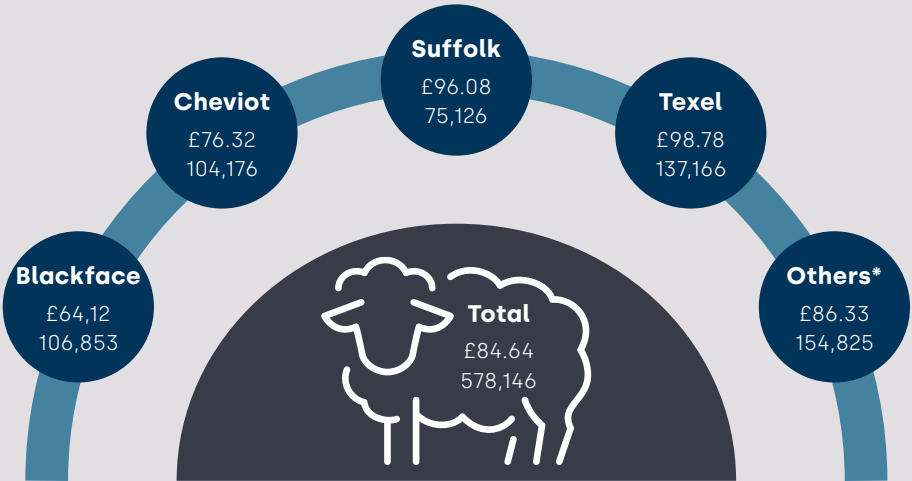 Blackface
£64,12
106,853
Cheviot
£76.32
104,176
Suffolk
£96.08
75,126
Texel
£98.78
137,166
Others*
£86.33
154,825
Total
£84.64
578,146